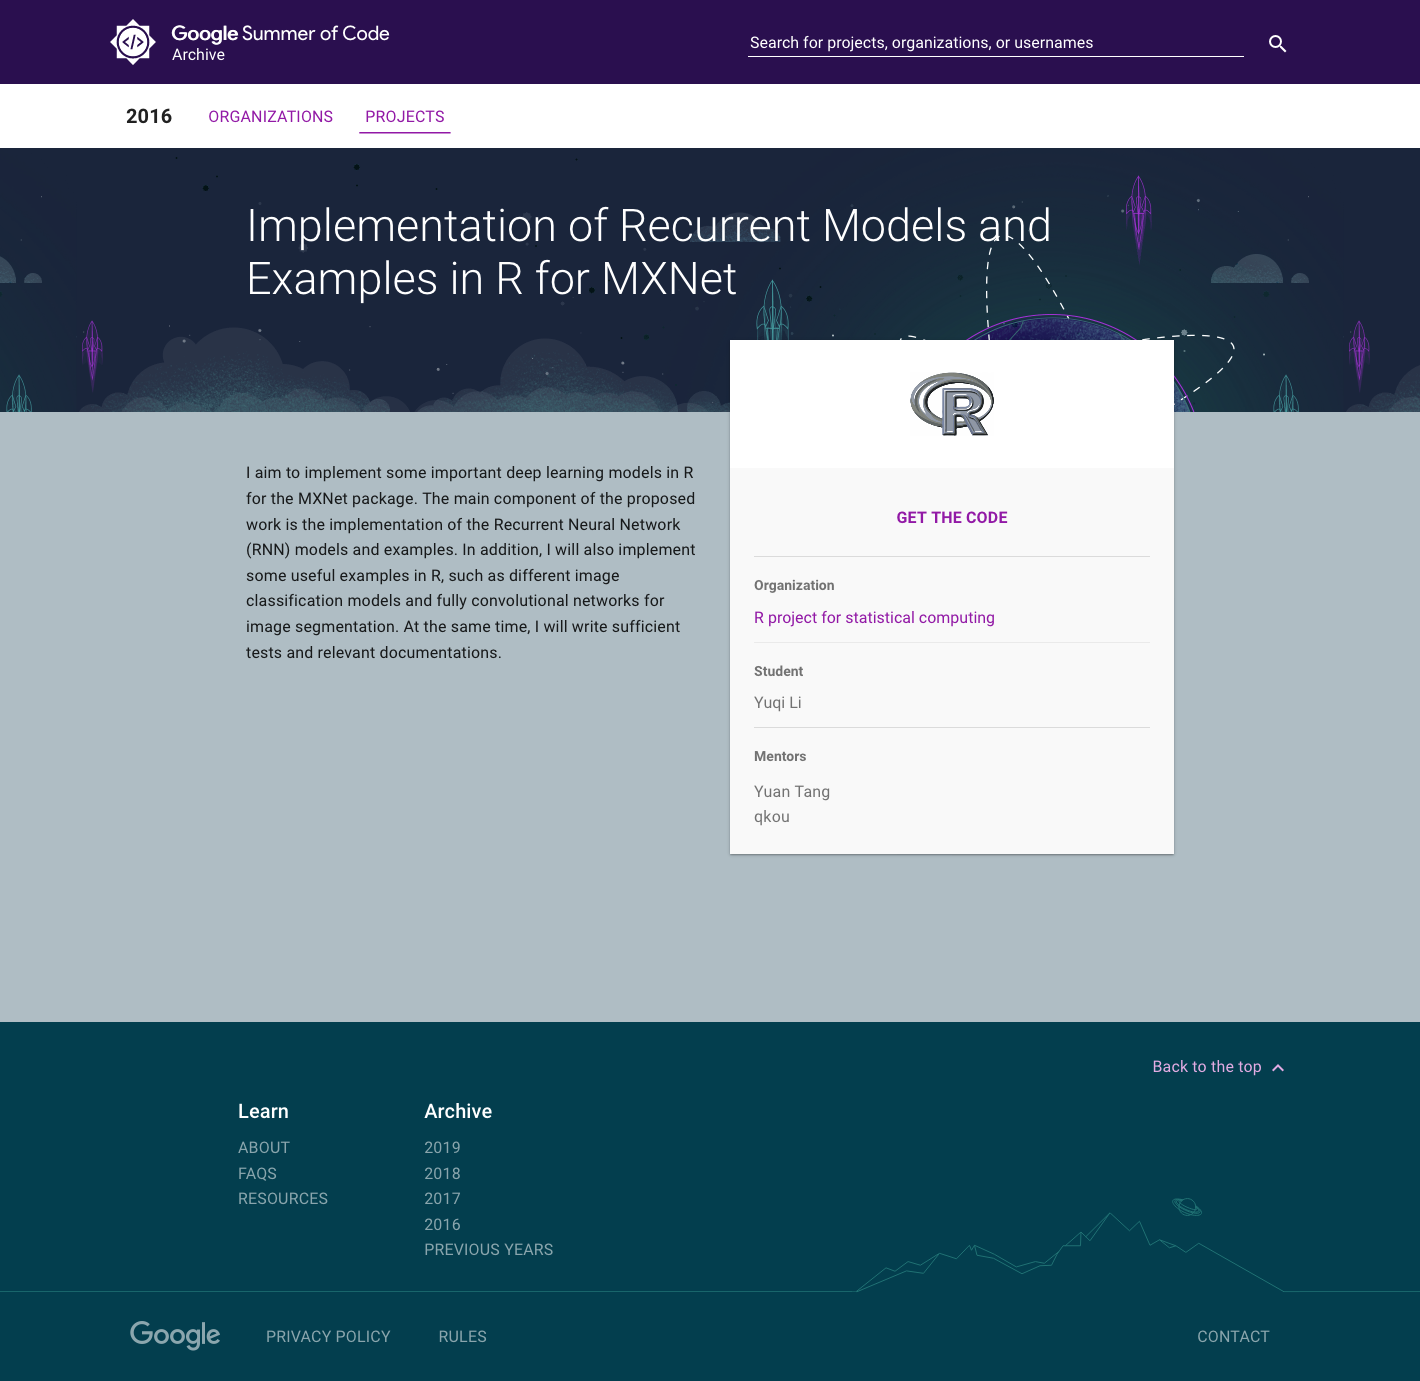 Google Summer of Code
Archive
Search for projects, organizations, or usernames
2016 ORGANIZATIONS PROJECTS
Implementation of Recurrent Models and
Examples in R for MXNet
R
I aim to implement some important deep learning models in R
for the MXNet package. The main component of the proposed
work is the implementation of the Recurrent Neural Network
(RNN) models and examples. In addition, I will also implement
some useful examples in R, such as different image
classification models and fully convolutional networks for
image segmentation. At the same time, I will write sufficient
tests and relevant documentations.
GET THE CODE
Organization
R project for statistical computing
Student
Yuqi Li
Mentors
Yuan Tang
qkou
Back to the top
Learn
ABOUT
FAQS
RESOURCES
Archive
2019
2018
2017
2016
PREVIOUS YEARS
Google PRIVACY POLICY RULES CONTACT